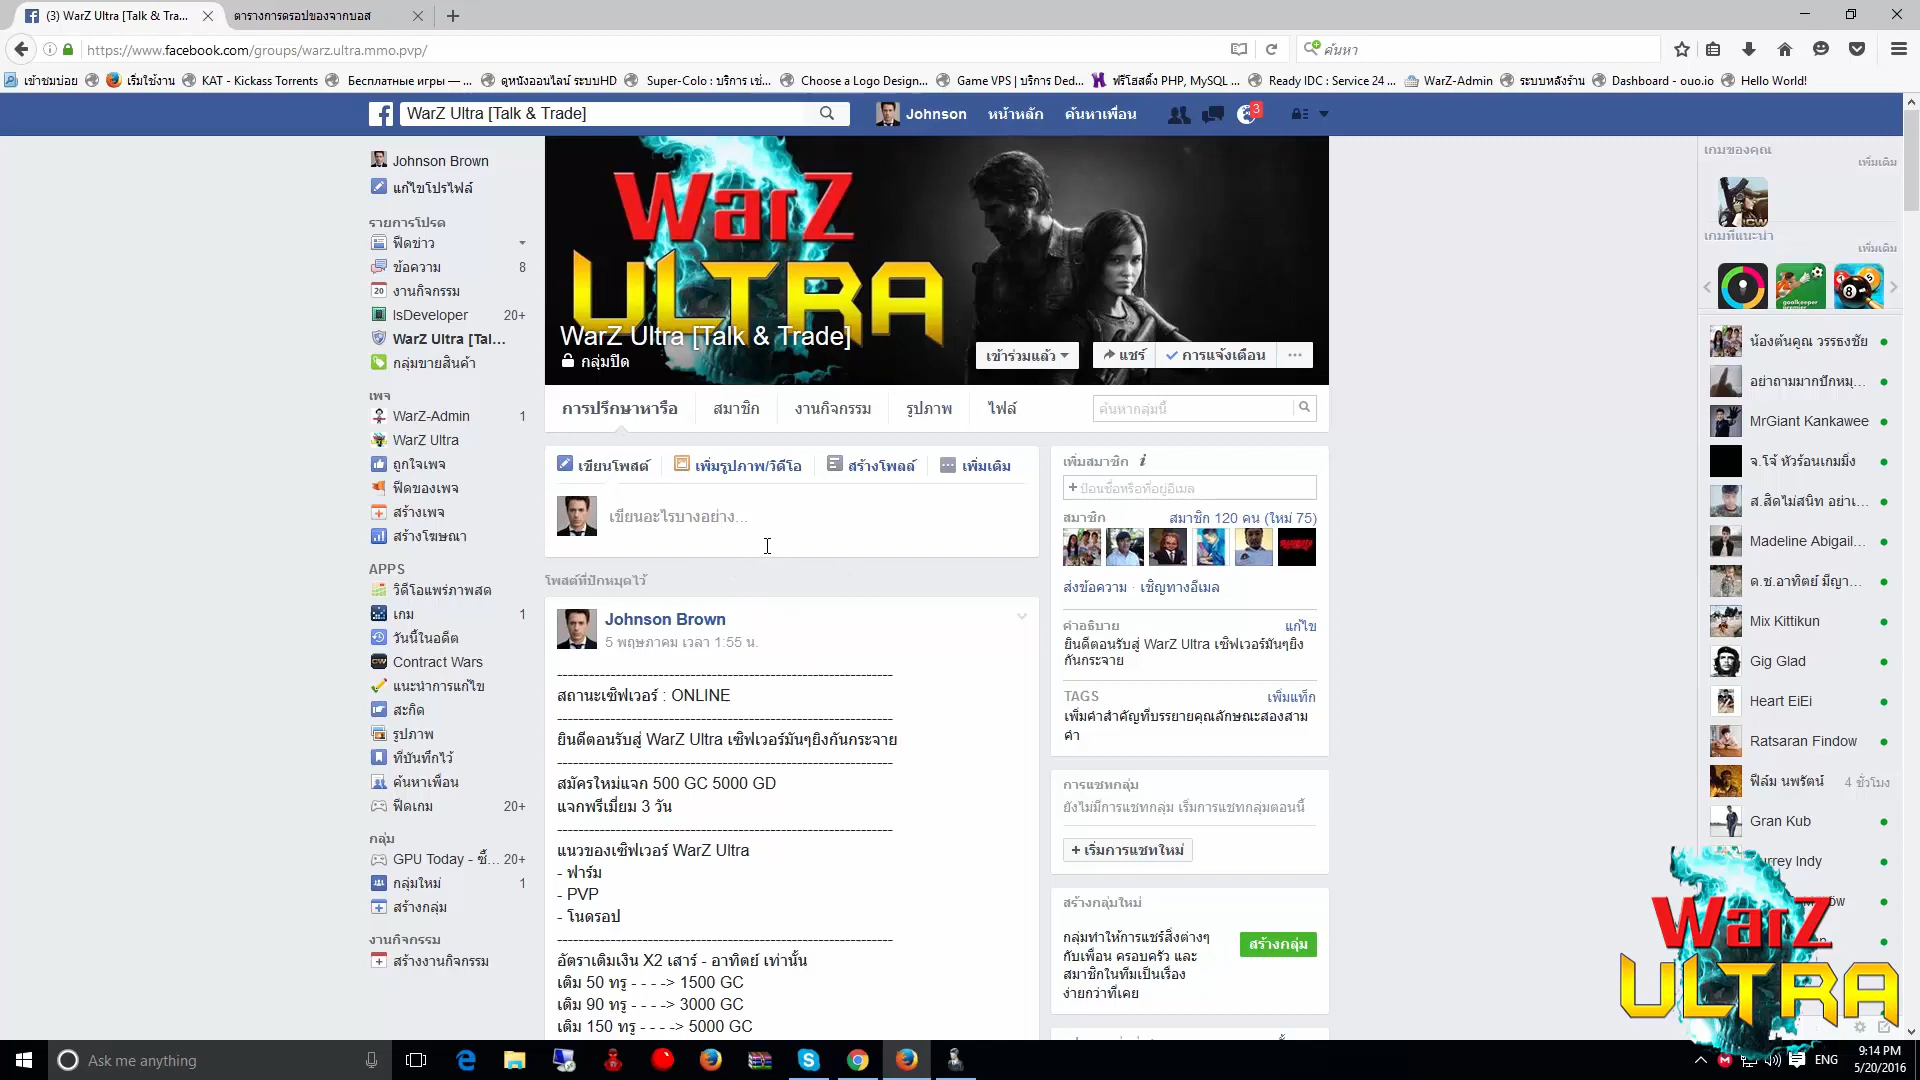 (3) WarZ Ultra [Talk & Tra...
ตารางการดรอปของจากบอส
https://www.facebook.com/groups/warz.ultra.mmo.pvp/
ค้นหา
เข้าชมบ่อย
เริ่มใช้งาน
KAT - Kickass Torrents
Бесплатные игры — ...
ดูหนังออนไลน์ ระบบHD
Super-Colo : บริการ เช่...
Choose a Logo Design...
Game VPS | บริการ Ded...
ฟรีโฮสติ้ง PHP, MySQL ...
Ready IDC : Service 24 ...
WarZ-Admin
ระบบหลังร้าน
Dashboard - ouo.io
Hello World!
WarZ Ultra [Talk & Trade]
Johnson
หน้าหลัก
ค้นหาเพื่อน
3
Johnson Brown
แก้ไขโปรไฟล์
รายการโปรด
ฟีดข่าว
ข้อความ 8
งานกิจกรรม
IsDeveloper 20+
WarZ Ultra [Tal...
กลุ่มขายสินค้า
เพจ
WarZ-Admin 1
WarZ Ultra
ถูกใจเพจ
ฟีดของเพจ
สร้างเพจ
สร้างโฆษณา
APPS
วิดีโอแพร่ภาพสด
เกม 1
วันนี้ในอดีต
Contract Wars
แนะนำการแก้ไข
สะกิด
รูปภาพ
ที่บันทึกไว้
ค้นหาเพื่อน
ฟีดเกม 20+
กลุ่ม
GPU Today - ซื้... 20+
กลุ่มใหม่ 1
สร้างกลุ่ม
งานกิจกรรม
สร้างงานกิจกรรม
WarZ
ULTRA
WarZ Ultra [Talk & Trade]
กลุ่มปิด
เข้าร่วมแล้ว
แชร์
การแจ้งเตือน
การปรึกษาหารือ
สมาชิก
งานกิจกรรม
รูปภาพ
ไฟล์
ค้นหากลุ่มนี้
เขียนโพสต์
เพิ่มรูปภาพ/วิดีโอ
สร้างโพลล์
เพิ่มเติม
เขียนอะไรบางอย่าง...
โพสต์ที่ปักหมุดไว้
Johnson Brown
5 พฤษภาคม เวลา 1:55 น.
----------------------------------------------------------------
สถานะเซิฟเวอร์ : ONLINE
----------------------------------------------------------------
ยินดีตอนรับสู่ WarZ Ultra เซิฟเวอร์มันๆยิงกันกระจาย
----------------------------------------------------------------
สมัครใหม่แจก 500 GC 5000 GD
แจกพรีเมี่ยม 3 วัน
----------------------------------------------------------------
แนวของเซิฟเวอร์ WarZ Ultra
- ฟาร์ม
- PVP
- โนดรอป
----------------------------------------------------------------
อัตราเติมเงิน X2 เสาร์ - อาทิตย์ เท่านั้น
เติม 50 ทรู - - - -> 1500 GC
เติม 90 ทรู - - - -> 3000 GC
เติม 150 ทรู - - - -> 5000 GC
เพิ่มสมาชิก
+ ป้อนชื่อหรือที่อยู่อีเมล
สมาชิก
สมาชิก 120 คน (ใหม่ 75)
ส่งข้อความ · เชิญทางอีเมล
คำอธิบาย
แก้ไข
ยินดีตอนรับสู่ WarZ Ultra เซิฟเวอร์มันๆยิง
กันกระจาย
TAGS
เพิ่มแท็ก
เพิ่มคำสำคัญที่บรรยายคุณลักษณะสองสาม
คำ
การแชทกลุ่ม
ยังไม่มีการแชทกลุ่ม เริ่มการแชทกลุ่มตอนนี้
+ เริ่มการแชทใหม่
สร้างกลุ่มใหม่
กลุ่มทำให้การแชร์สิ่งต่างๆ
กับเพื่อน ครอบครัว และ
สมาชิกในทีมเป็นเรื่อง
ง่ายกว่าที่เคย
สร้างกลุ่ม
เกมของคุณ
เพิ่มเติม
เกมที่แนะนำ
เพิ่มเติม
น้องต้นคูณ วรรธงชัย
อย่าถามมากปักหมุ...
MrGiant Kankawee
จ.โจ้ หัวร้อนเกมมิ่ง
ส.สิดไม่สนิท อย่าเ...
Madeline Abigail...
ด.ช.อาทิตย์ มีญา...
Mix Kittikun
Gig Glad
Heart EiEi
Ratsaran Findow
ฟิล์ม นพรัตน์ 4 ชั่วโมง
Gran Kub
urrey Indy
WarZ
ULTRA
Ask me anything
ENG
9:14 PM
5/20/2016